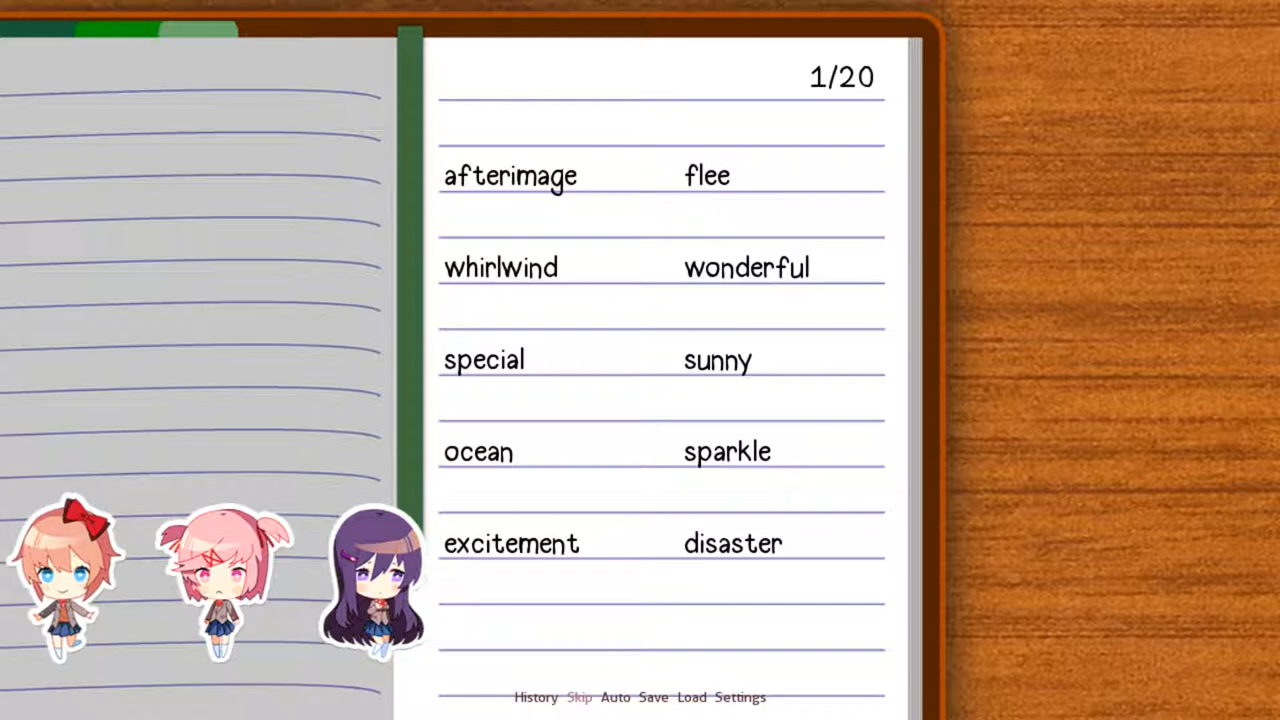 1/20
afterimage flee
whirlwind wonderful
special sunny
ocean sparkle
excitement disaster
History Skip Auto Save Load Settings